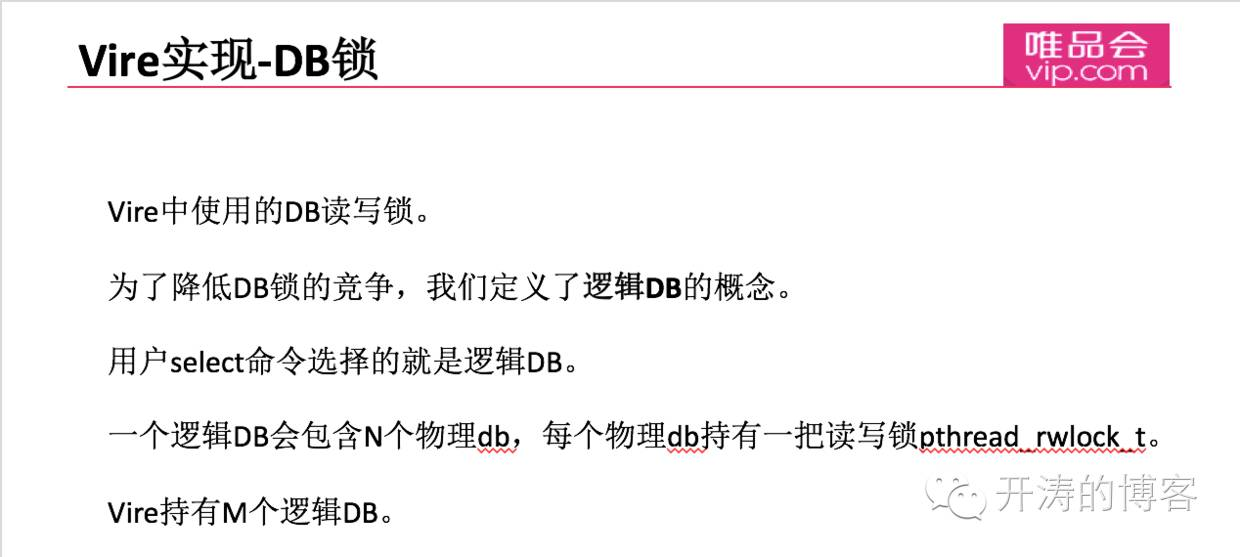 Vire实现-DB锁
唯品会
vip.com
Vire中使用的DB读写锁。
为了降低DB锁的竞争，我们定义了逻辑DB的概念。
用户select命令选择的就是逻辑DB。
一个逻辑DB会包含N个物理db，每个物理db持有一把读写锁pthread_rwlock_t。
Vire持有M个逻辑DB。
开涛的博客